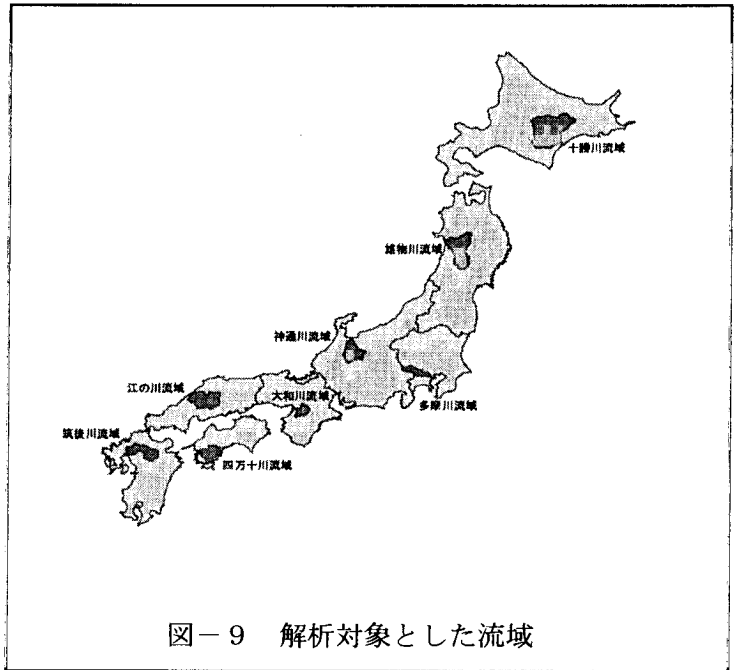 十勝川流域
雄物川流域
神通川流域
江の川流域
大和川流域
多摩川流域
筑後川流域
四万十川流域
図－９　解析対象とした流域